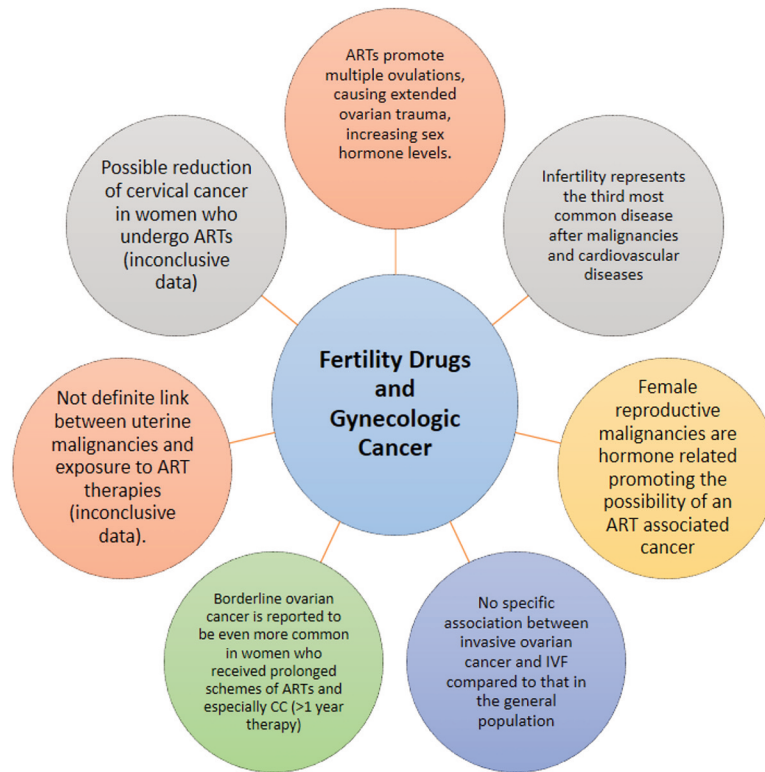 ARTs promote
multiple ovulations,
causing extended
ovarian trauma,
increasing sex
hormone levels.
Infertility represents
the third most
common disease
after malignancies
and cardiovascular
diseases
Female
reproductive
malignancies are
hormone related
promoting the
possibility of an
ART associated
cancer
No specific
association between
invasive ovarian
cancer and IVF
compared to that in
the general
population
Borderline ovarian
cancer is reported to
be even more common
in women who
received prolonged
schemes of ARTs and
especially CC (>1 year
therapy)
Not definite link
between uterine
malignancies and
exposure to ART
therapies
(inconclusive
data).
Possible reduction
of cervical cancer
in women who
undergo ARTs
(inconclusive
data)
Fertility Drugs
and
Gynecologic
Cancer